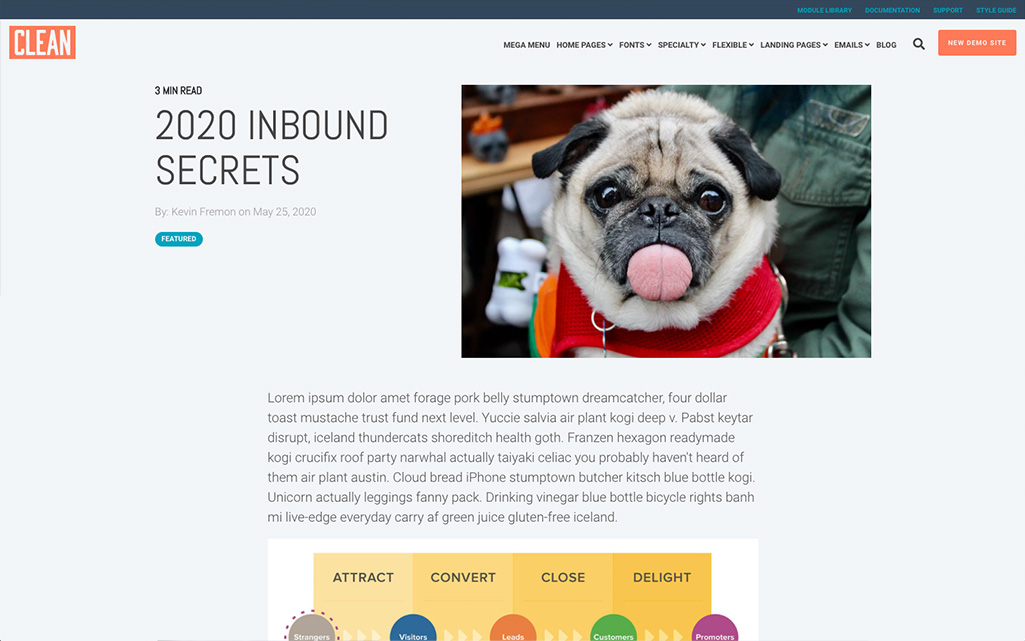 MODULE LIBRARY DOCUMENTATION SUPPORT STYLE GUIDE
CLEAN
MEGA MENU HOME PAGES FONTS SPECIALTY FLEXIBLE LANDING PAGES EMAILS BLOG NEW DEMO SITE
3 MIN READ
2020 INBOUND
SECRETS
By: Kevin Fremon on May 25, 2020
FEATURED
Lorem ipsum dolor amet forage pork belly stumptown dreamcatcher, four dollar
toast mustache trust fund next level. Yuccie salvia air plant kogi deep v. Pabst keytar
disrupt, iceland thundercats shoreditch health goth. Franzen hexagon readymade
kogi crucifix roof party narwhal actually taiyaki celiac you probably haven't heard of
them air plant austin. Cloud bread iPhone stumptown butcher kitsch blue bottle kogi.
Unicorn actually leggings fanny pack. Drinking vinegar blue bottle bicycle rights banh
mi live-edge everyday carry af green juice gluten-free iceland.
ATTRACT CONVERT CLOSE DELIGHT
Strangers Visitors Leads Customers Promoters